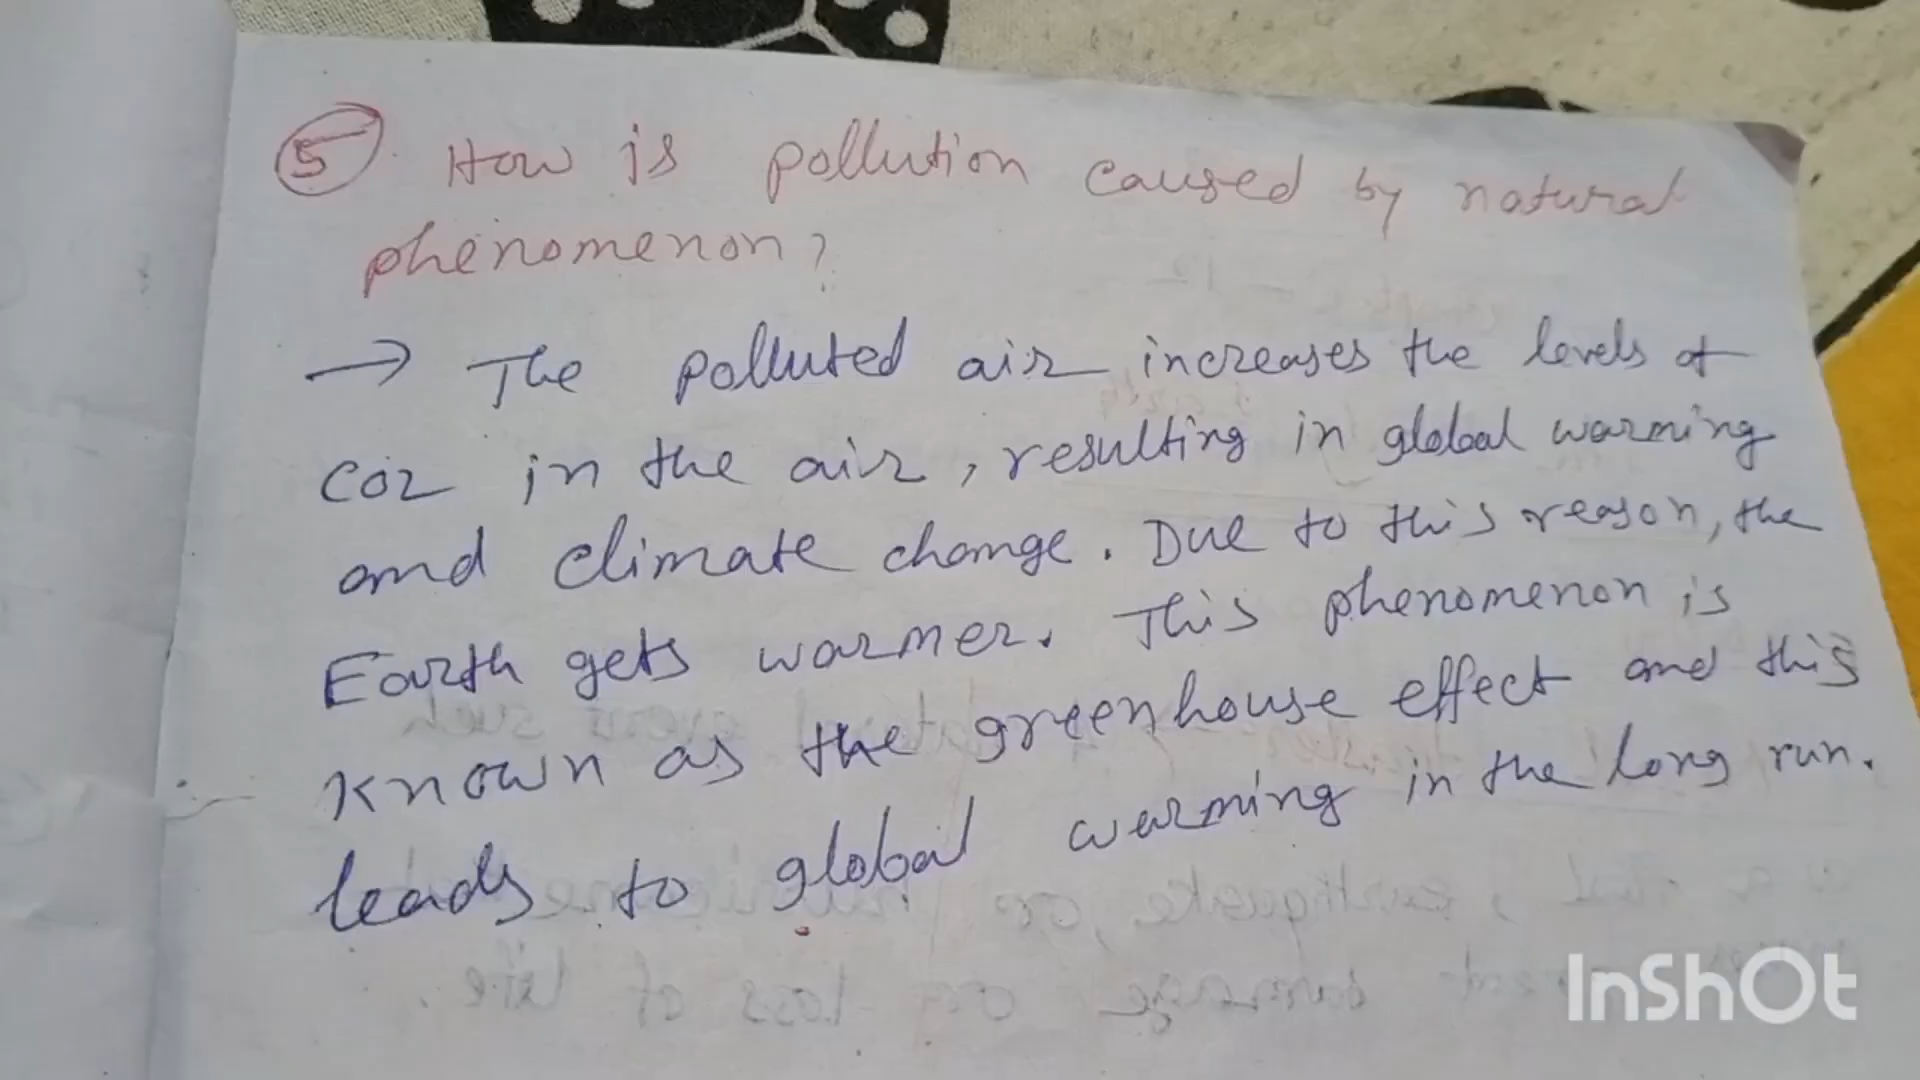 5. How is pollution caused by natural
phenomenon?
→ The polluted air increases the levels of
CO2 in the air, resulting in global warming
and climate change. Due to this reason, the
Earth gets warmer. This phenomenon is
known as the greenhouse effect and this
leads to global warming in the long run.
InShOt